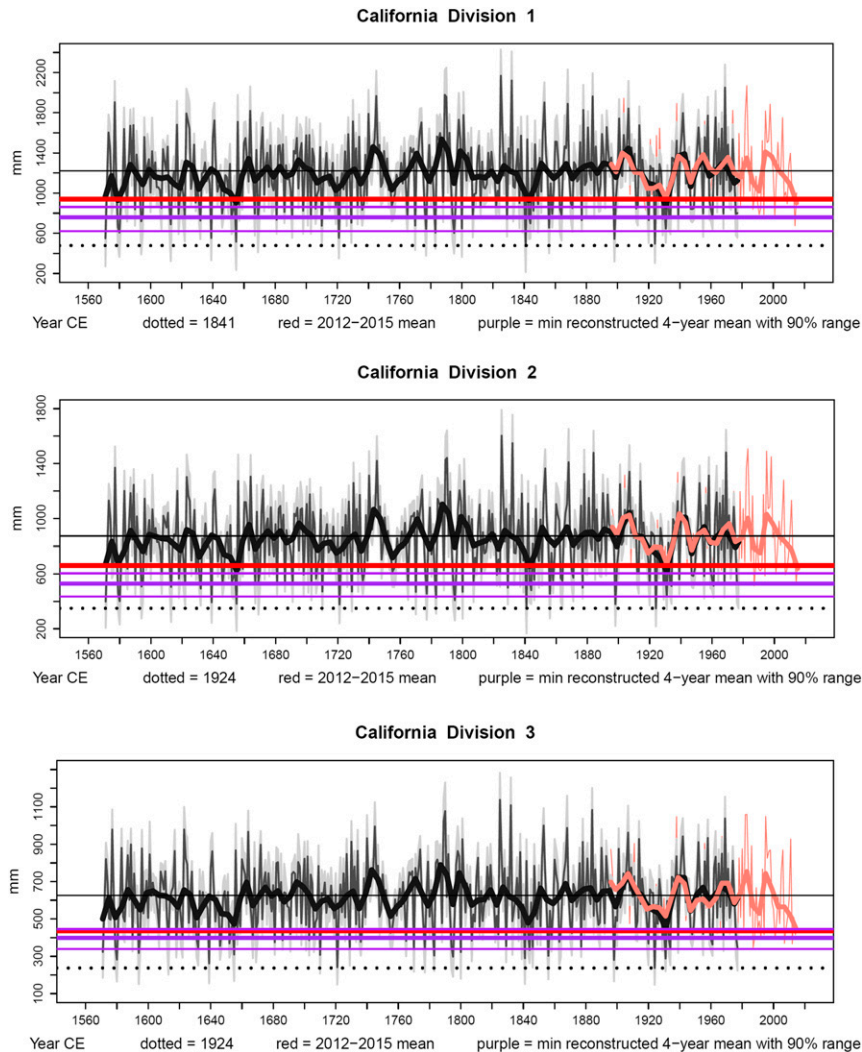 California Division 1
2200
1800
1400
1000
600
200
mm
1560 1600 1640 1680 1720 1760 1800 1840 1880 1920 1960 2000
Year CE dotted = 1841 red = 2012−2015 mean purple = min reconstructed 4−year mean with 90% range
California Division 2
1800
1400
1000
600
200
mm
1560 1600 1640 1680 1720 1760 1800 1840 1880 1920 1960 2000
Year CE dotted = 1924 red = 2012−2015 mean purple = min reconstructed 4−year mean with 90% range
California Division 3
1100
900
700
500
300
100
mm
1560 1600 1640 1680 1720 1760 1800 1840 1880 1920 1960 2000
Year CE dotted = 1924 red = 2012−2015 mean purple = min reconstructed 4−year mean with 90% range